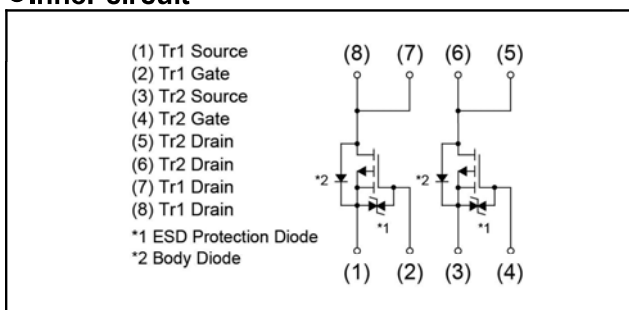 Inner circuit
(1) Tr1 Source
(2) Tr1 Gate
(3) Tr2 Source
(4) Tr2 Gate
(5) Tr2 Drain
(6) Tr2 Drain
(7) Tr1 Drain
(8) Tr1 Drain
*1 ESD Protection Diode
*2 Body Diode
(8) (7) (6) (5)
*2 *2
*1 *1
(1) (2) (3) (4)